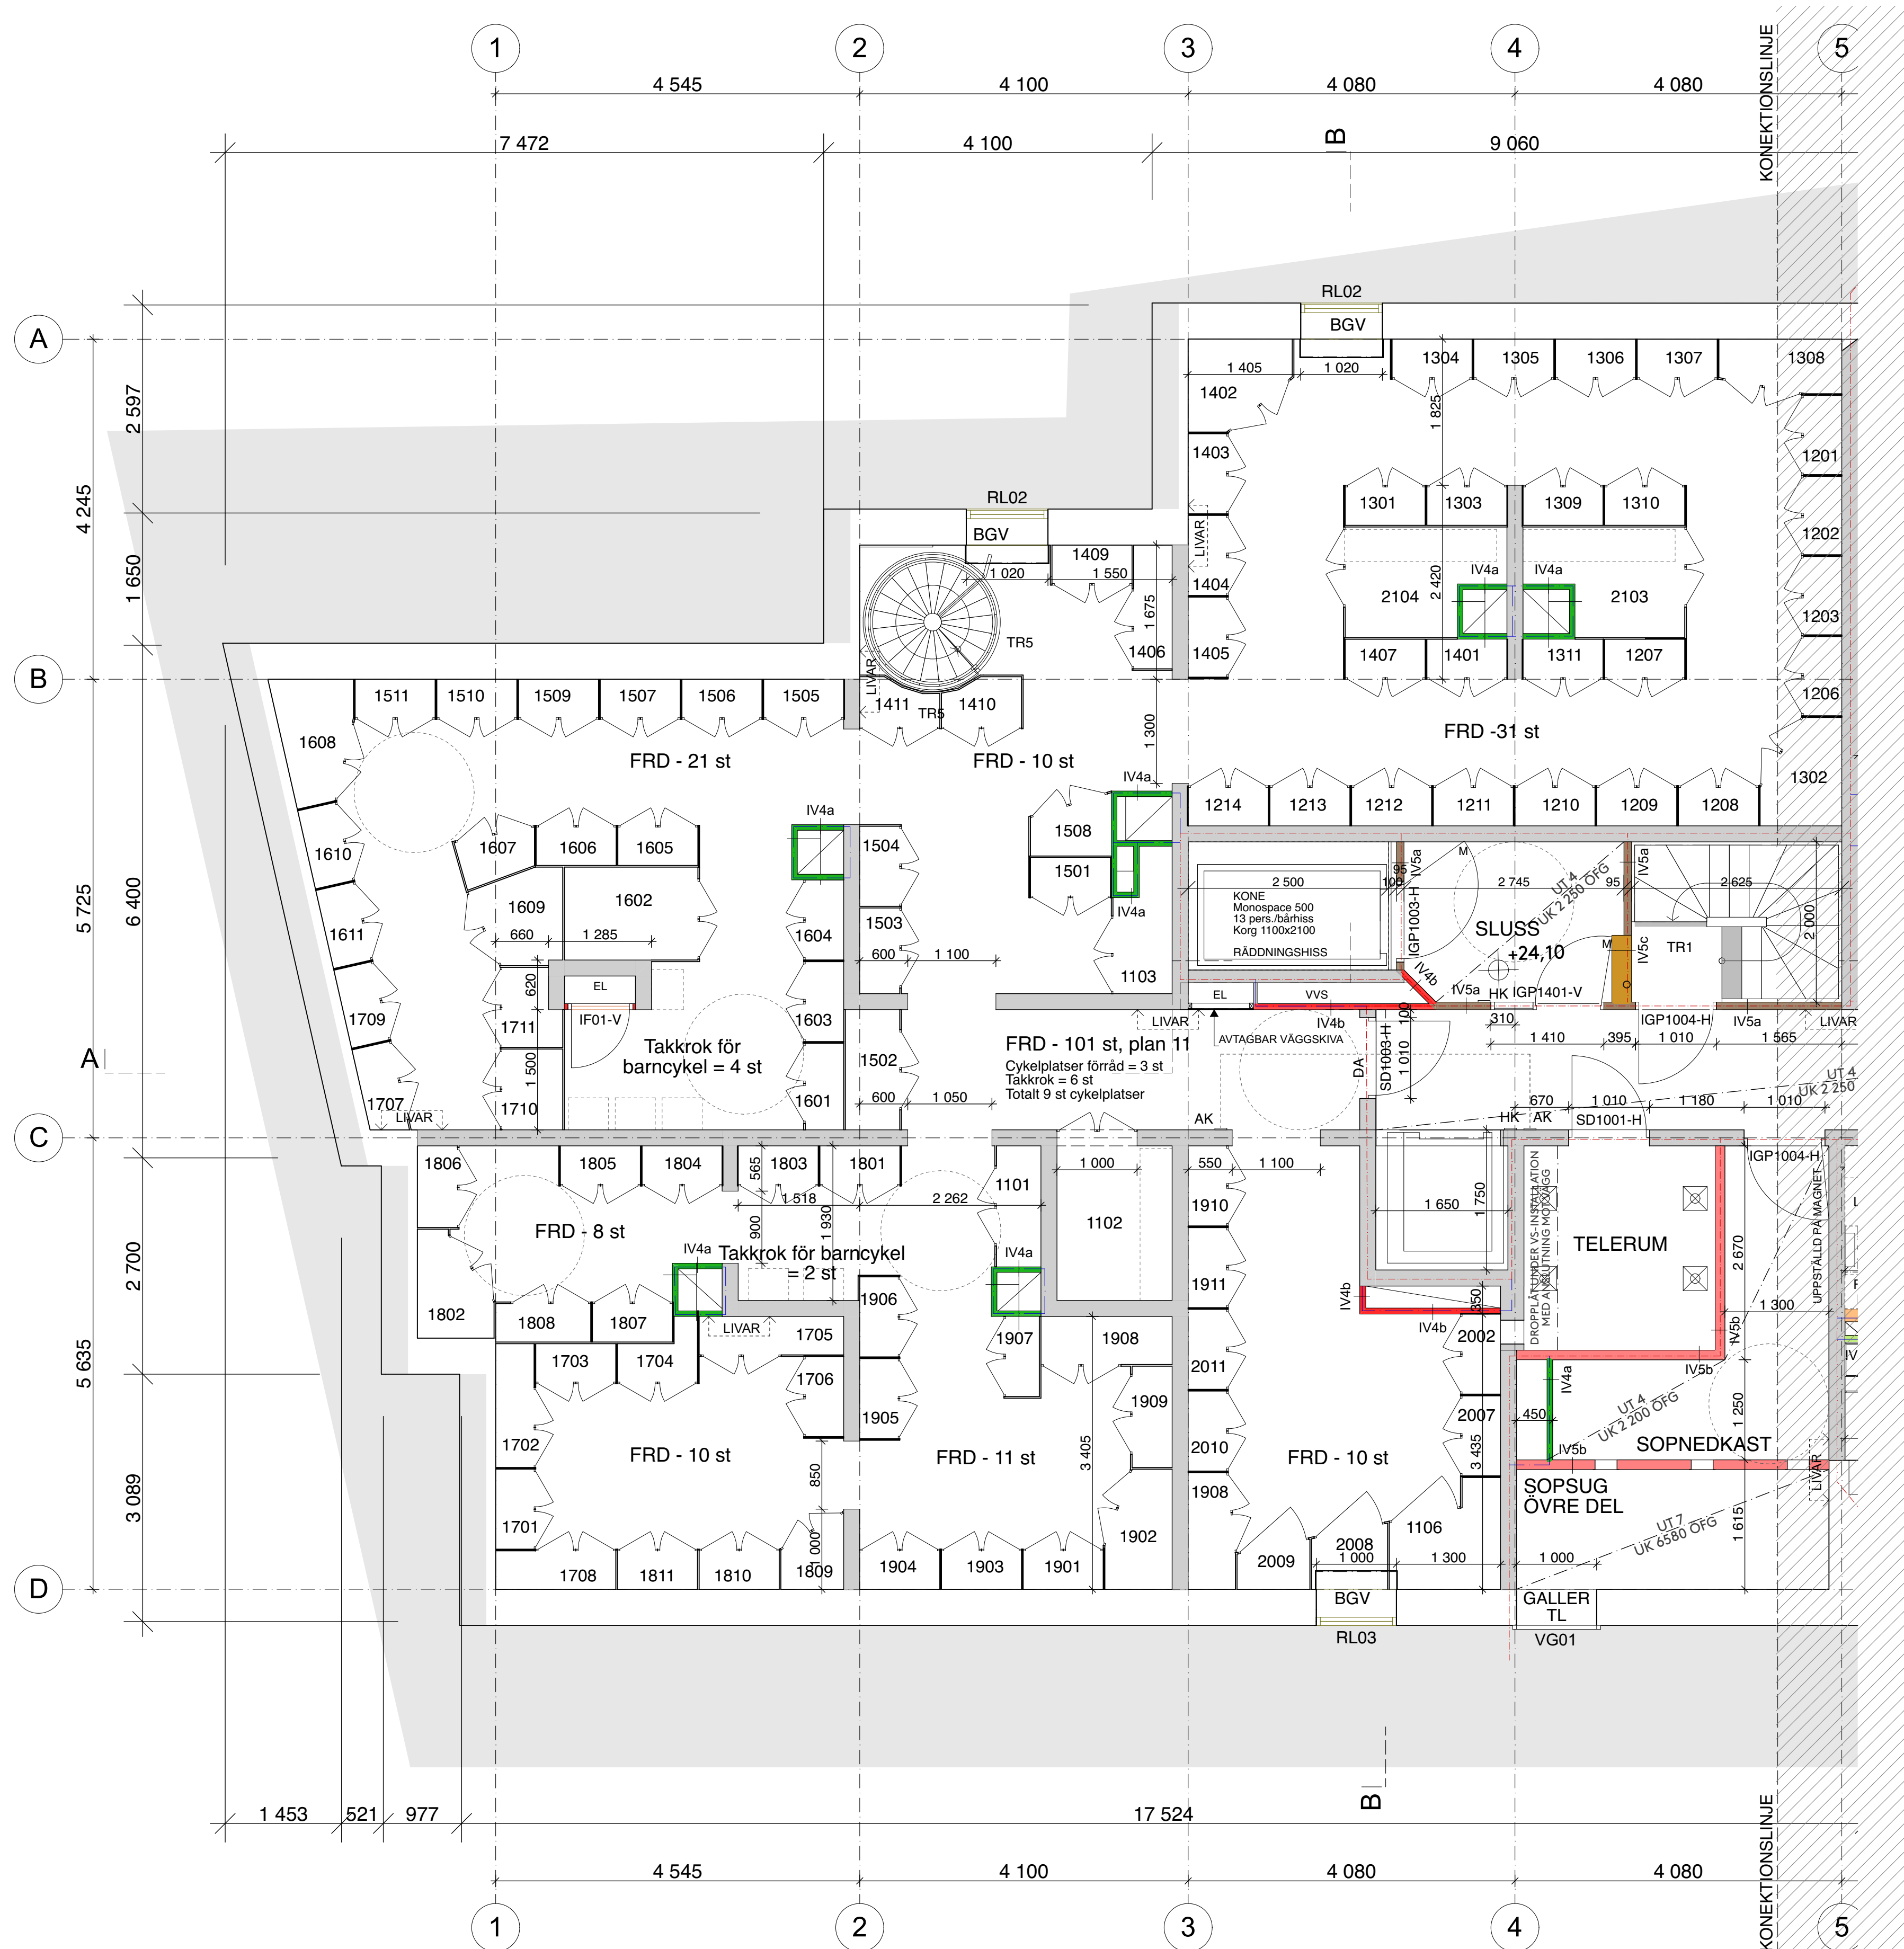 1
2
3
4
5
KONEKTIONSLINJE
4 545
4 100
4 080
4 080
7 472
4 100
B
9 060
RL02
BGV
A
1 405
1 020
1402
1304
1305
1306
1307
1308
2 597
4 245
1 825
1403
1201
RL02
BGV
1301
1303
1309
1310
LIVAR
1202
1409
1 020
1 550
1404
IV4a
IV4a
1 650
2 420
2104
2103
1 675
1203
TR5
1406
1405
1407
1401
1311
1207
B
LIVAR
1206
1511
1510
1509
1507
1506
1505
1411
TR5
1410
1608
FRD - 21 st
FRD - 10 st
1 300
FRD -31 st
1302
IV4a
1214
1213
1212
1211
1210
1209
1208
IV4a
1607
1606
1605
1504
1508
1610
1501
IV4a
5 725
6 400
1609
1602
1503
1611
660
1 285
1604
600
1 100
1103
2 500
100
95
IV5a
M
2 745
UT 4
UK 2 250 ÖFG
95
IV5a
2 625
2 000
KONE
Monospace 500
13 pers./bårhiss
Korg 1100x2100
RÄDDNINGSHISS
IGP1003-H
SLUSS
+24,10
M
IV5c
TR1
IV4b
620
EL
IF01-V
1709
1711
1603
EL
VVS
IV5a
HK
IGP1401-V
LIVAR
IV4b
100
310
IGP1004-H
IV5a
LIVAR
AVTAGBAR VÄGGSKIVA
1 410
395
1 010
1 565
A
1 500
Takkrok för
barncykel = 4 st
1502
FRD - 101 st, plan 11
Cykelplatser förråd = 3 st
Takkrok = 6 st
Totalt 9 st cykelplatser
DA
SD1003-H
1 010
UT 4
UK 2 250
1707
LIVAR
1710
1601
600
1 050
AK
HK
AK
670
1 010
1 180
1 010
SD1001-H
C
IGP1004-H
1806
1805
1804
565
1803
1801
1101
1 000
550
1 100
1 518
2 262
1910
1 650
1 750
DROPPLÅT UNDER VS-INSTALLATION
MED ANSLUTNING MOT VÄGG
UPPSTÄLLD PÅ MAGNET
FRD - 8 st
900
1 930
1102
TELERUM
2 670
2 700
IV4a
Takkrok för barncykel
= 2 st
IV4a
1911
1802
1906
IV4b
350
1 300
1808
1807
LIVAR
1705
1907
1908
IV4b
2002
IV5b
IV5b
5 635
1703
1704
1706
2011
IV4a
1909
2007
450
UT 4
UK 2 200 ÖFG
1 250
1702
1905
2010
FRD - 10 st
FRD - 11 st
3 405
FRD - 10 st
3 435
IV5b
SOPNEDKAST
LIVAR
850
1908
SOPSUG
ÖVRE DEL
3 089
1701
1106
UT 7
UK 6580 ÖFG
1 615
1 000
1902
2008
1708
1811
1810
1809
1904
1903
1901
2009
1 000
1 300
1 000
D
BGV
GALLER
TL
RL03
VG01
B
1 453
521
977
17 524
4 545
4 100
4 080
4 080
KONEKTIONSLINJE
1
2
3
4
5